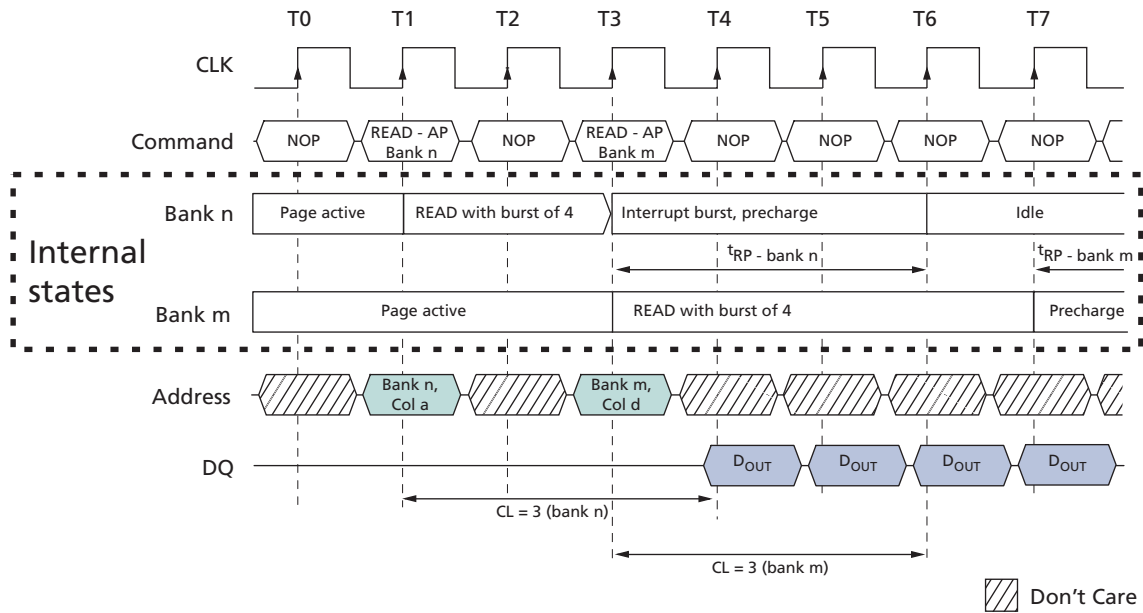 T0 T1 T2 T3 T4 T5 T6 T7
CLK
Command NOP READ - AP Bank n NOP READ - AP Bank m NOP NOP NOP NOP
Bank n Page active READ with burst of 4 Interrupt burst, precharge Idle
Internal states
tRP - bank n tRP - bank m
Bank m Page active READ with burst of 4 Precharge
Address Bank n, Col a Bank m, Col d
DQ DOUT DOUT DOUT DOUT
CL = 3 (bank n)
CL = 3 (bank m)
Don't Care